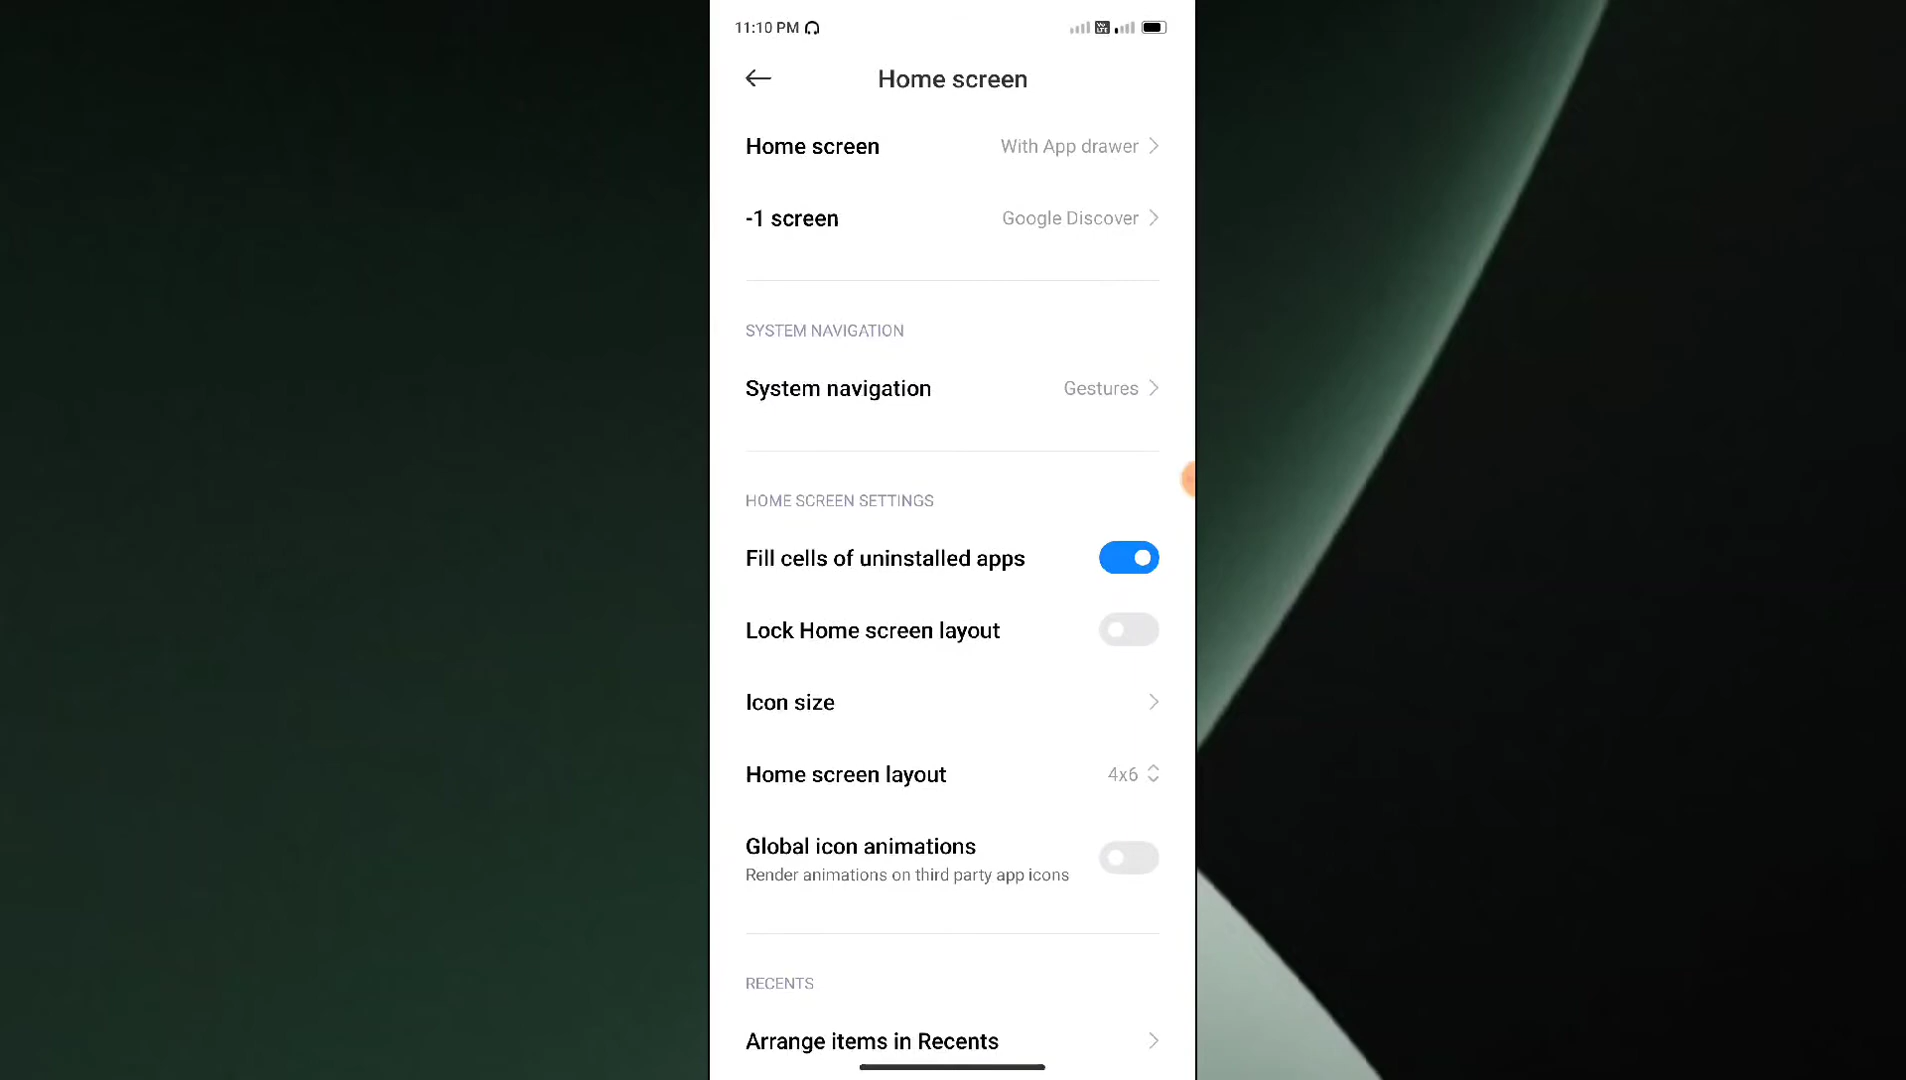 11:10 PM
Home screen
Home screen With App drawer
-1 screen Google Discover
SYSTEM NAVIGATION
System navigation Gestures
HOME SCREEN SETTINGS
Fill cells of uninstalled apps
Lock Home screen layout
Icon size
Home screen layout 4x6
Global icon animations
Render animations on third party app icons
RECENTS
Arrange items in Recents